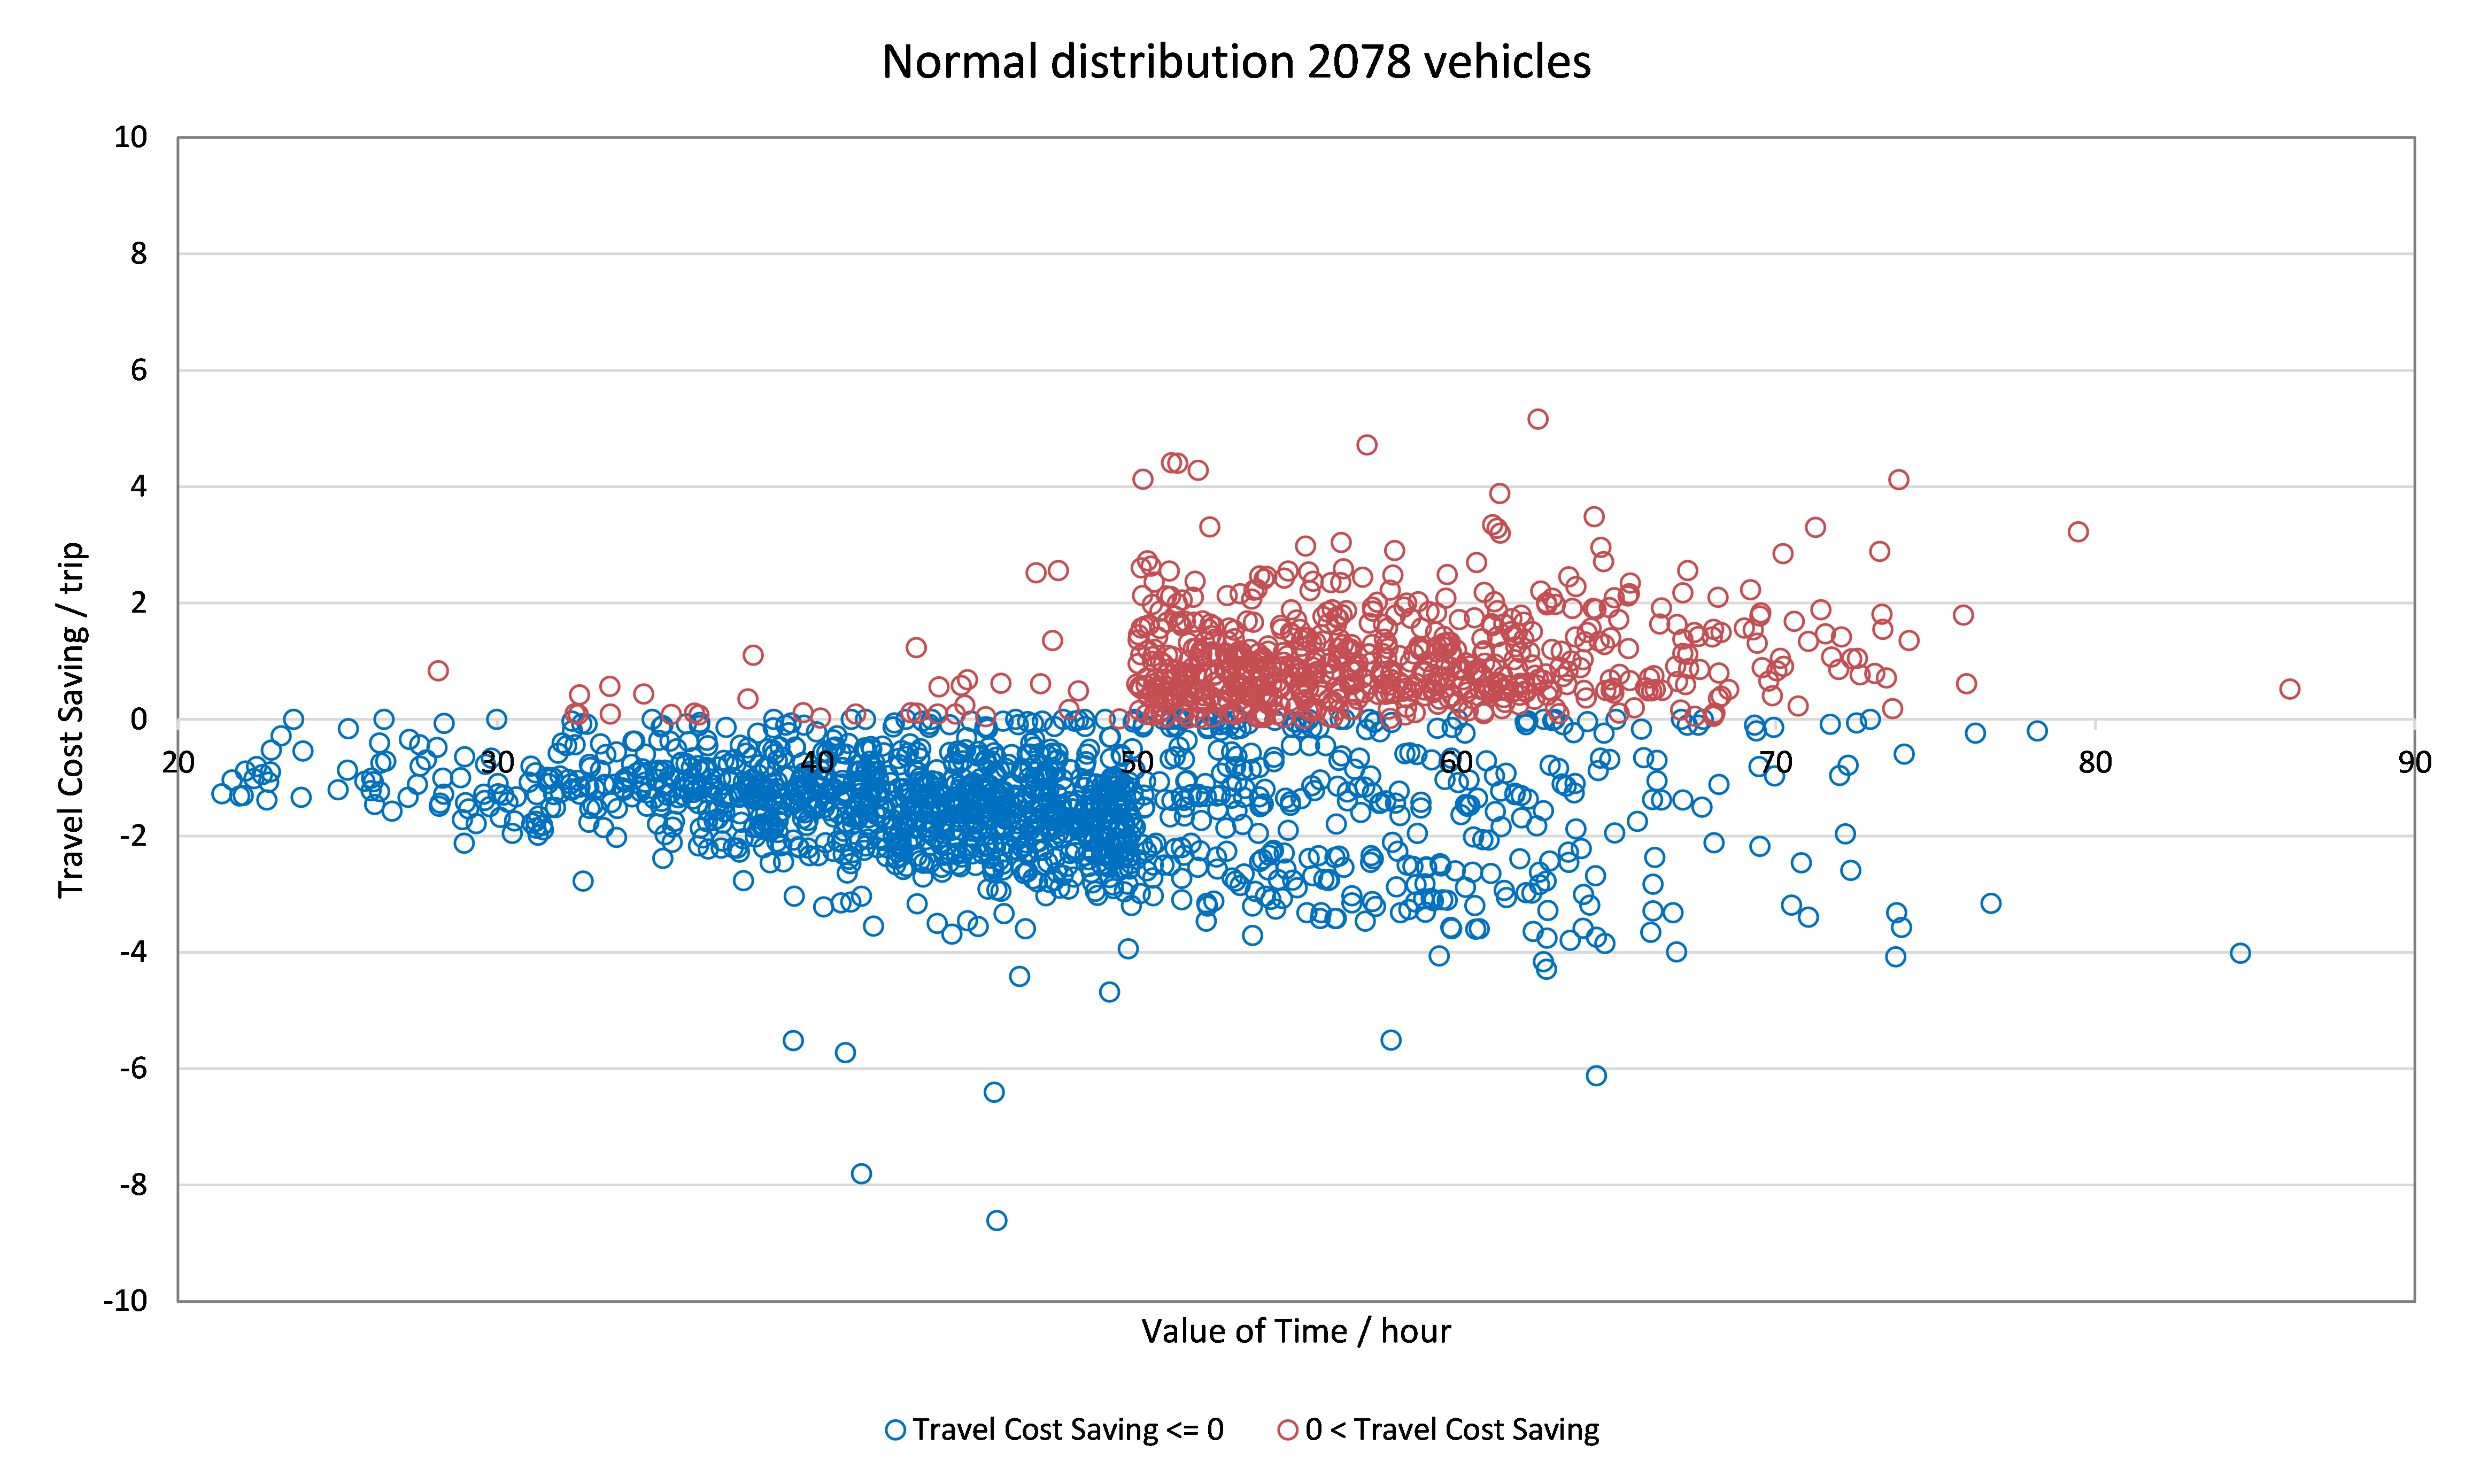 Normal distribution 2078 vehicles
10
8
6
4
2
0
-2
-4
-6
-8
-10
Travel Cost Saving / trip
20 30 40 50 60 70 80 90
Value of Time / hour
Travel Cost Saving <= 0 0 < Travel Cost Saving